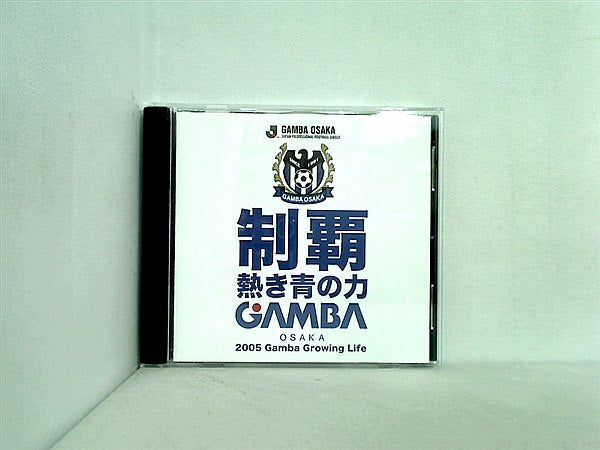 J. GAMBA OSAKA
JAPAN PROFESSIONAL FOOTBALL LEAGUE
GAMBA OSAKA
制覇
熱き青の力
GAMBA
OSAKA
2005 Gamba Growing Life